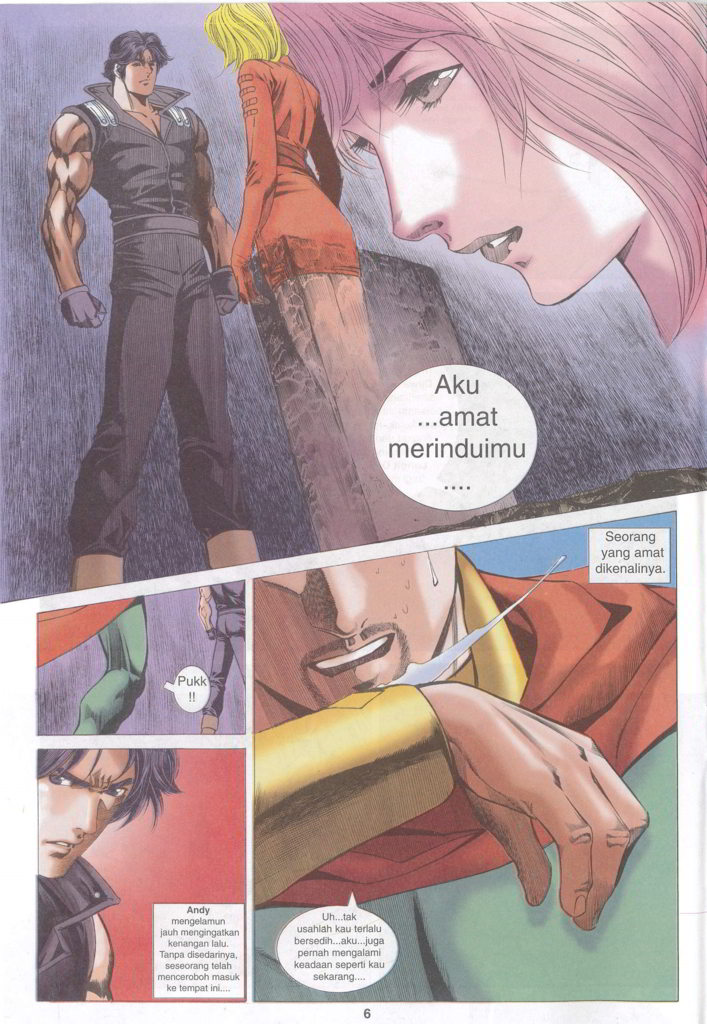 Aku
...amat
merinduimu
....
Seorang
yang amat
dikenalinya.
Pukk
!!
Andy
mengelamun
jauh mengingatkan
kenangan lalu.
Tanpa disedarinya,
seseorang telah
menceroboh masuk
ke tempat ini....
Uh...tak
usahlah kau terlalu
bersedih...aku...juga
pernah mengalami
keadaan seperti kau
sekarang....
6